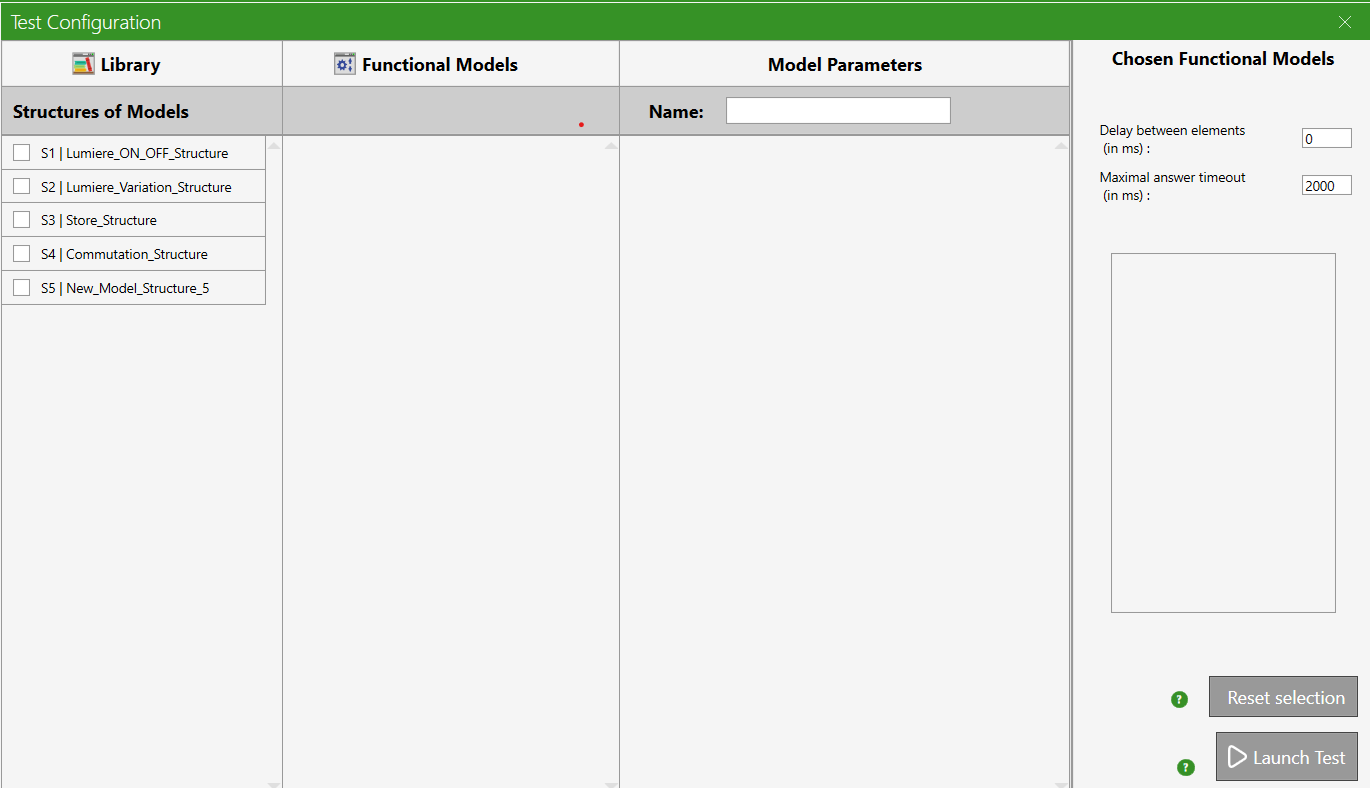 Test Configuration
Library
Functional Models
Model Parameters
Chosen Functional Models
Structures of Models
Name:
S1 | Lumiere_ON_OFF_Structure
S2 | Lumiere_Variation_Structure
S3 | Store_Structure
S4 | Commutation_Structure
S5 | New_Model_Structure_5
Delay between elements
(in ms) :
0
Maximal answer timeout
(in ms) :
2000
? Reset selection
? Launch Test